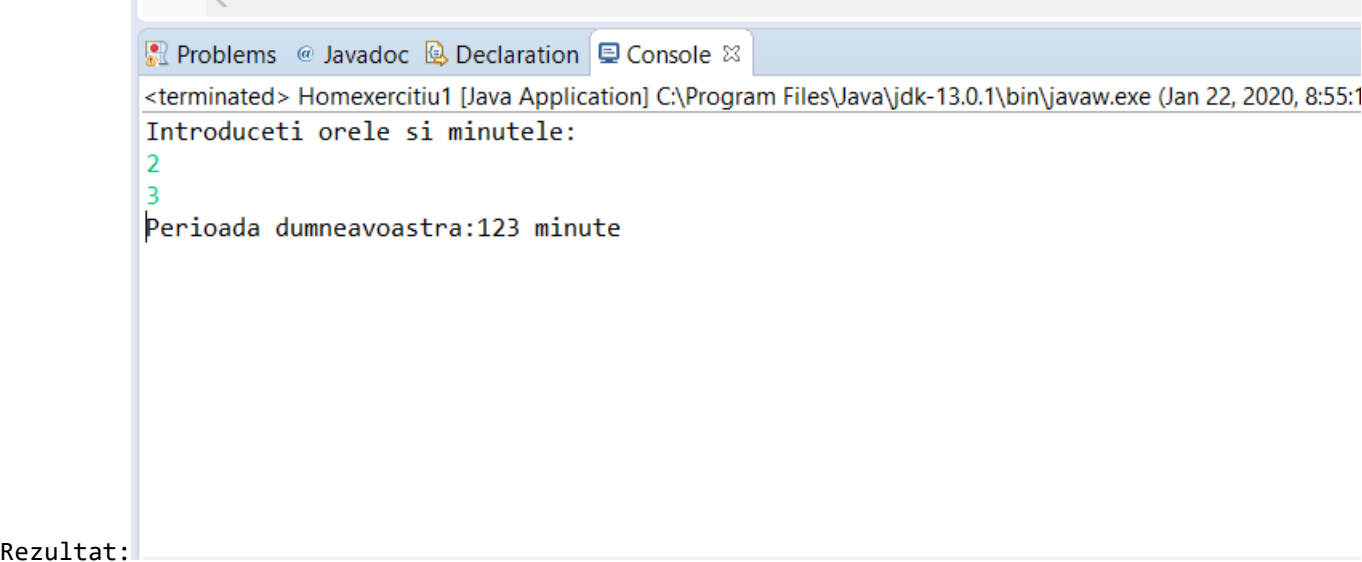 Problems @ Javadoc Declaration Console
<terminated> Homexercitiu1 [Java Application] C:\Program Files\Java\jdk-13.0.1\bin\javaw.exe (Jan 22, 2020, 8:55:1
Introduceti orele si minutele:
2
3
Perioada dumneavoastra:123 minute
Rezultat: